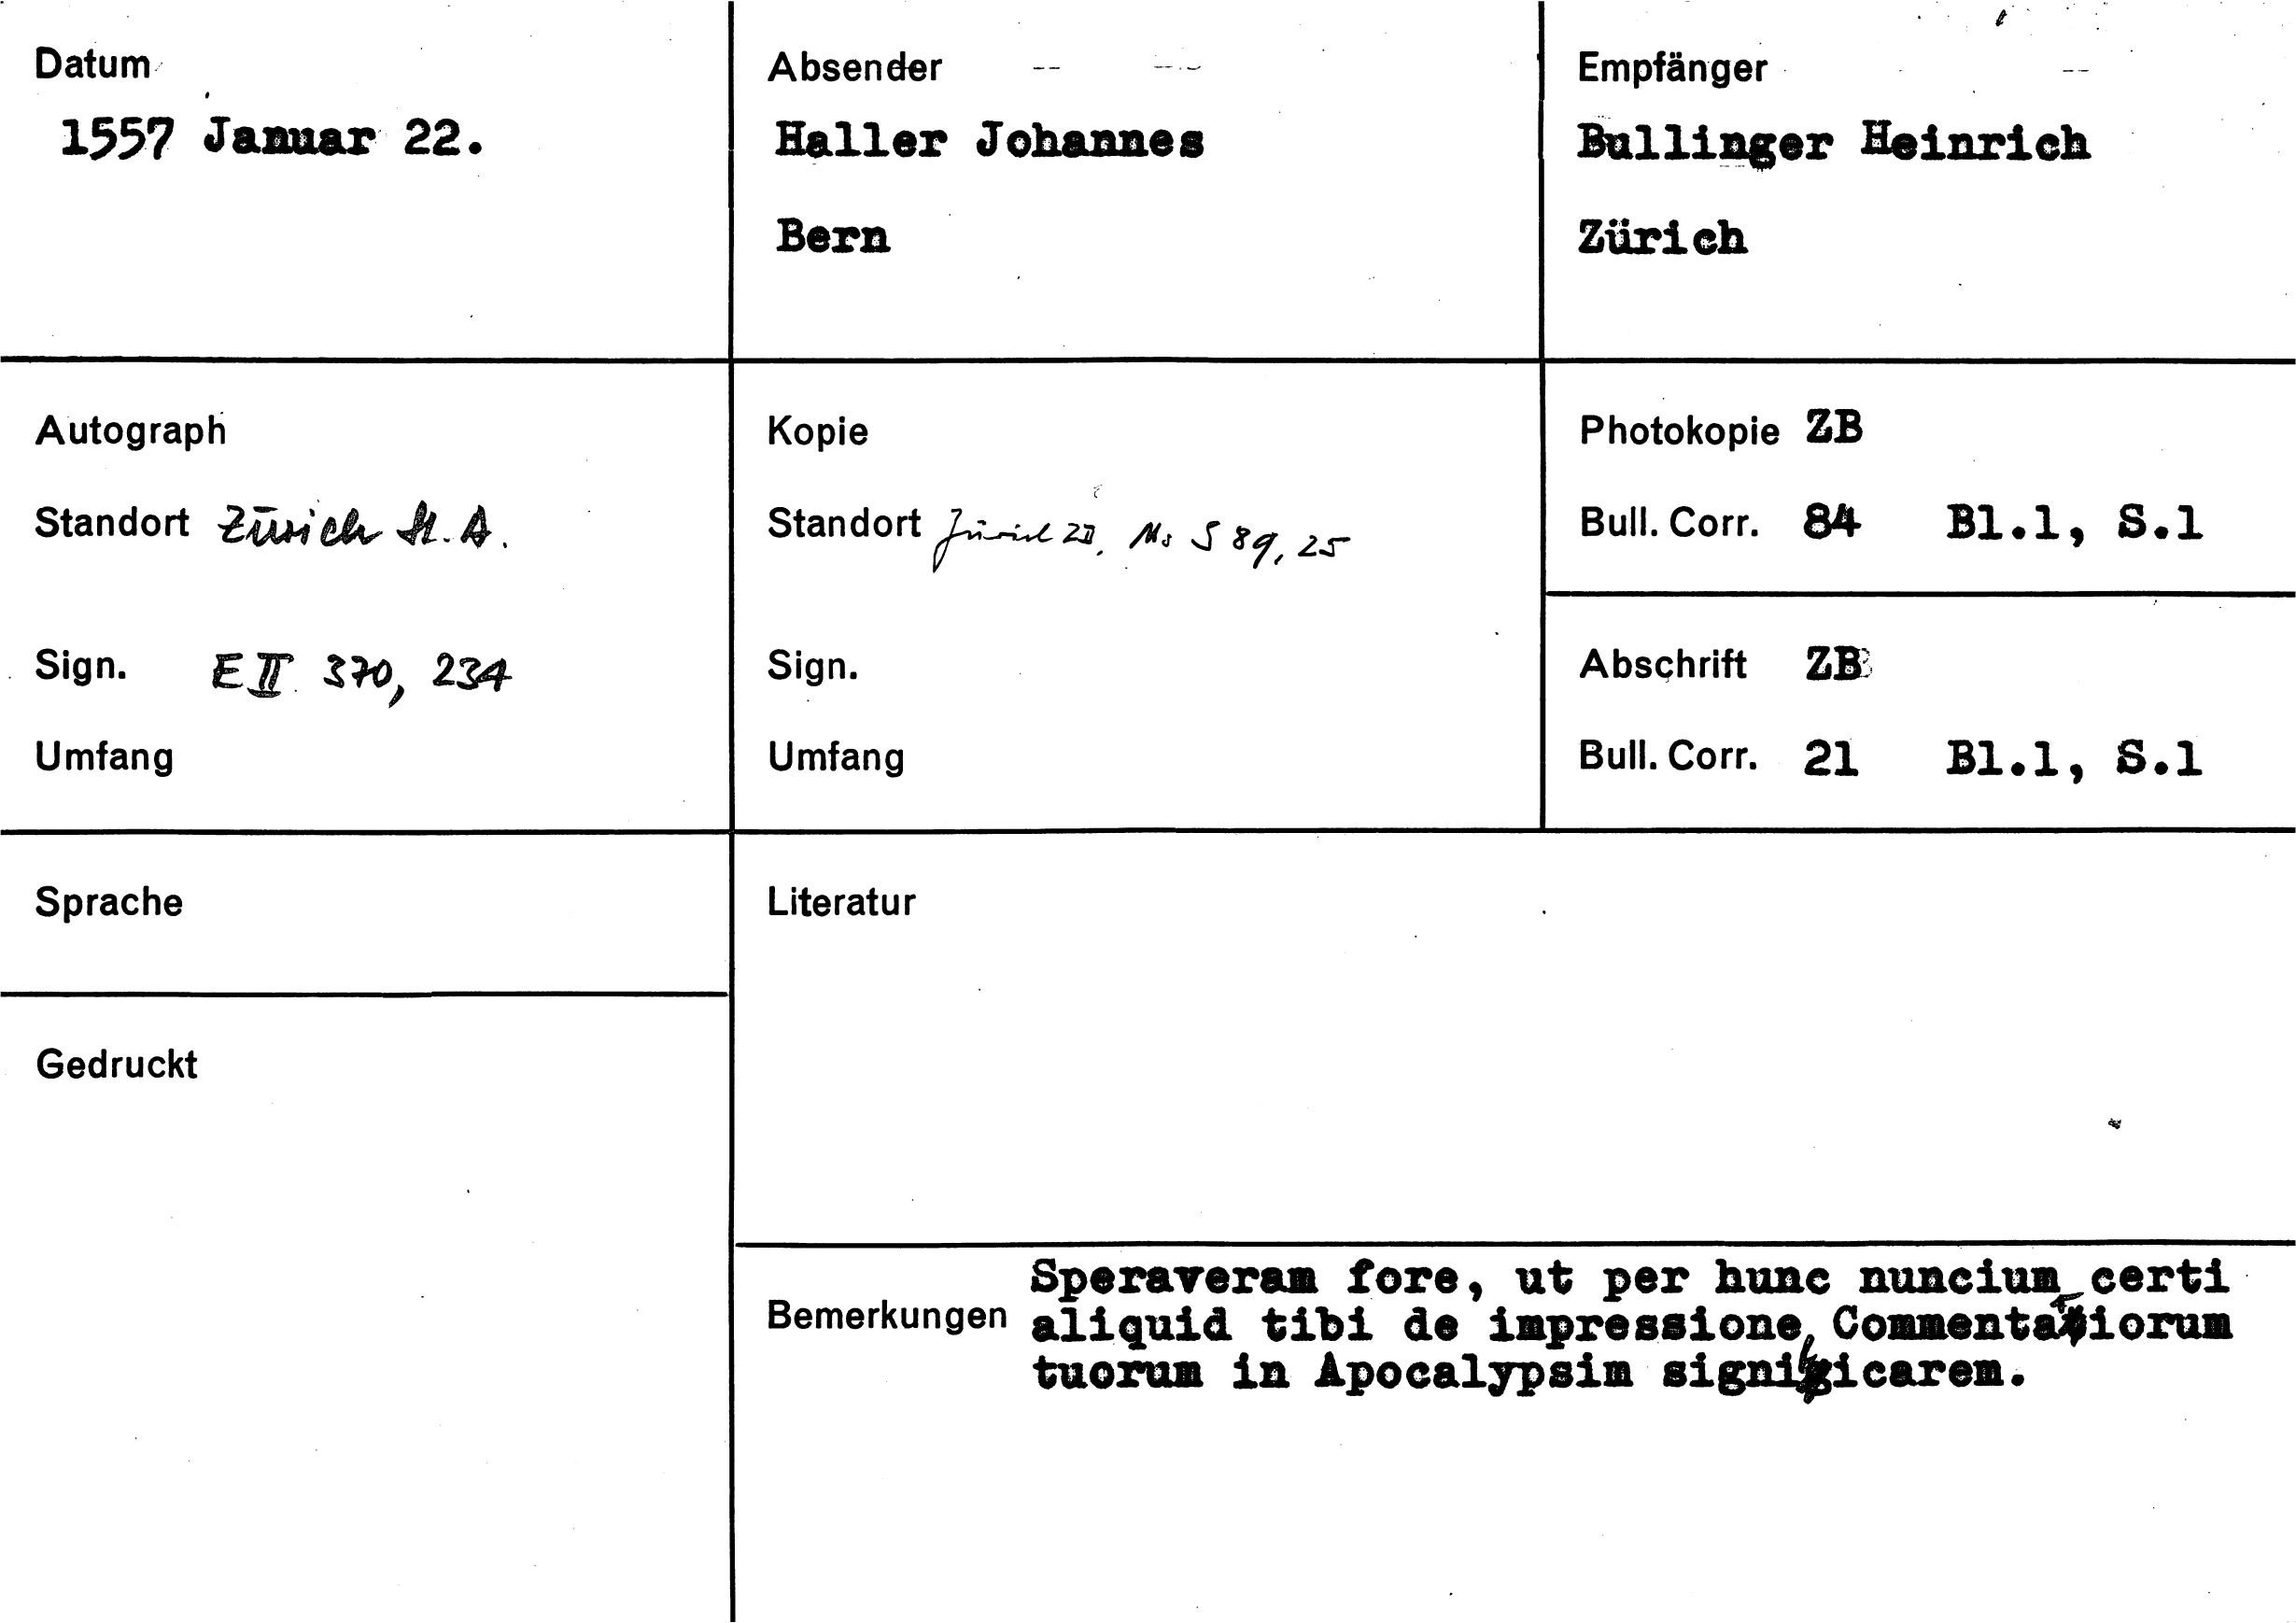 Datum
1557 Januar 22.
Absender
Haller Johannes
Bern
Empfänger
Bullinger Heinrich
Zürich
Autograph
Standort Zürich St. A.
Sign. E II 370, 234
Umfang
Kopie
Standort Zürich ZB, Ms S 89, 25
Sign.
Umfang
Photokopie ZB
Bull. Corr. 84 Bl.1, S.1
Abschrift ZB
Bull. Corr. 21 Bl.1, S.1
Sprache
Literatur
Gedruckt
Bemerkungen
Speraveram fore, ut per hunc nuncium certi
aliquid tibi de impressione, Commentariorum
tuorum in Apocalypsim significarem.